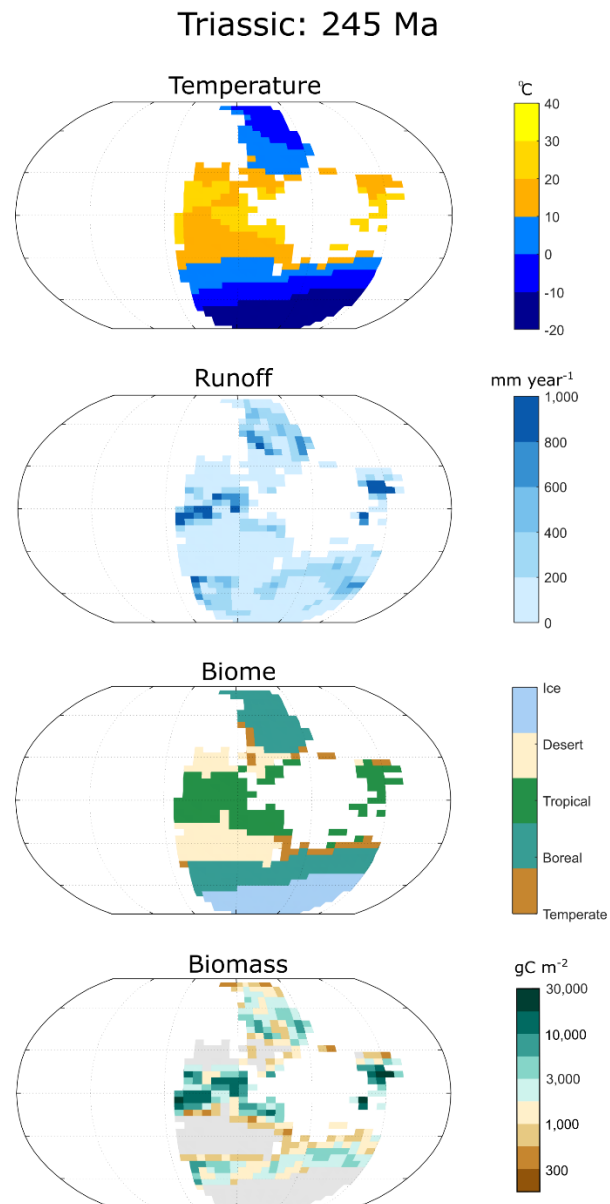 Triassic: 245 Ma
Temperature
°C
40
30
20
10
0
-10
-20
Runoff
mm year-1
1,000
800
600
400
200
0
Biome
Ice
Desert
Tropical
Boreal
Temperate
Biomass
gC m-2
30,000
10,000
3,000
1,000
300